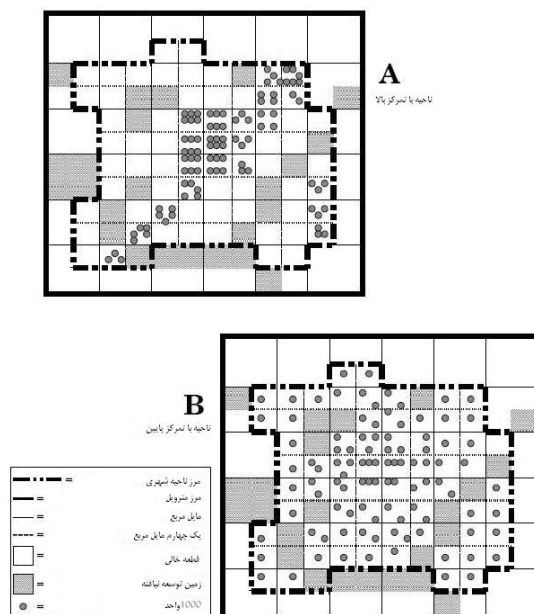 A
ناحیه با تمرکز بالا
B
ناحیه با تمرکز پایین
= مرز ناحیه شهری
= مرز متروپل
= مایل مربع
= یک چهارم مایل مربع
= قطعه خالی
= زمین توسعه نیافته
= 1000واحد